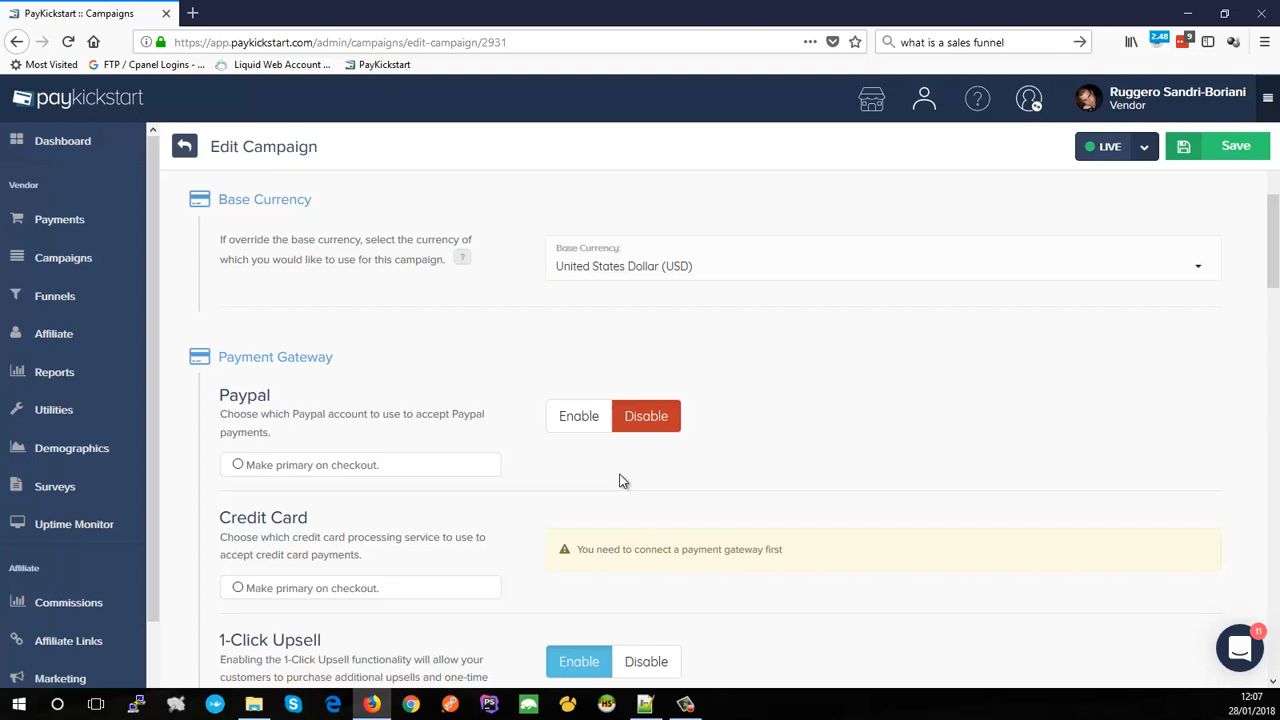 PayKickstart :: Campaigns
https://app.paykickstart.com/admin/campaigns/edit-campaign/2931
what is a sales funnel
2.48
9
Most Visited
FTP / Cpanel Logins - ...
Liquid Web Account ...
PayKickstart
paykickstart
Ruggero Sandri-Boriani
Vendor
Dashboard
Vendor
Payments
Campaigns
Funnels
Affiliate
Reports
Utilities
Demographics
Surveys
Uptime Monitor
Affiliate
Commissions
Affiliate Links
Marketing
Edit Campaign
LIVE
Save
Base Currency
If override the base currency, select the currency of
which you would like to use for this campaign. ?
Base Currency:
United States Dollar (USD)
Payment Gateway
Paypal
Choose which Paypal account to use to accept Paypal
payments.
Make primary on checkout.
Enable Disable
Credit Card
Choose which credit card processing service to use to
accept credit card payments.
Make primary on checkout.
You need to connect a payment gateway first
1-Click Upsell
Enabling the 1-Click Upsell functionality will allow your
customers to purchase additional upsells and one-time
Enable Disable
11
PS
HS
12:07
28/01/2018